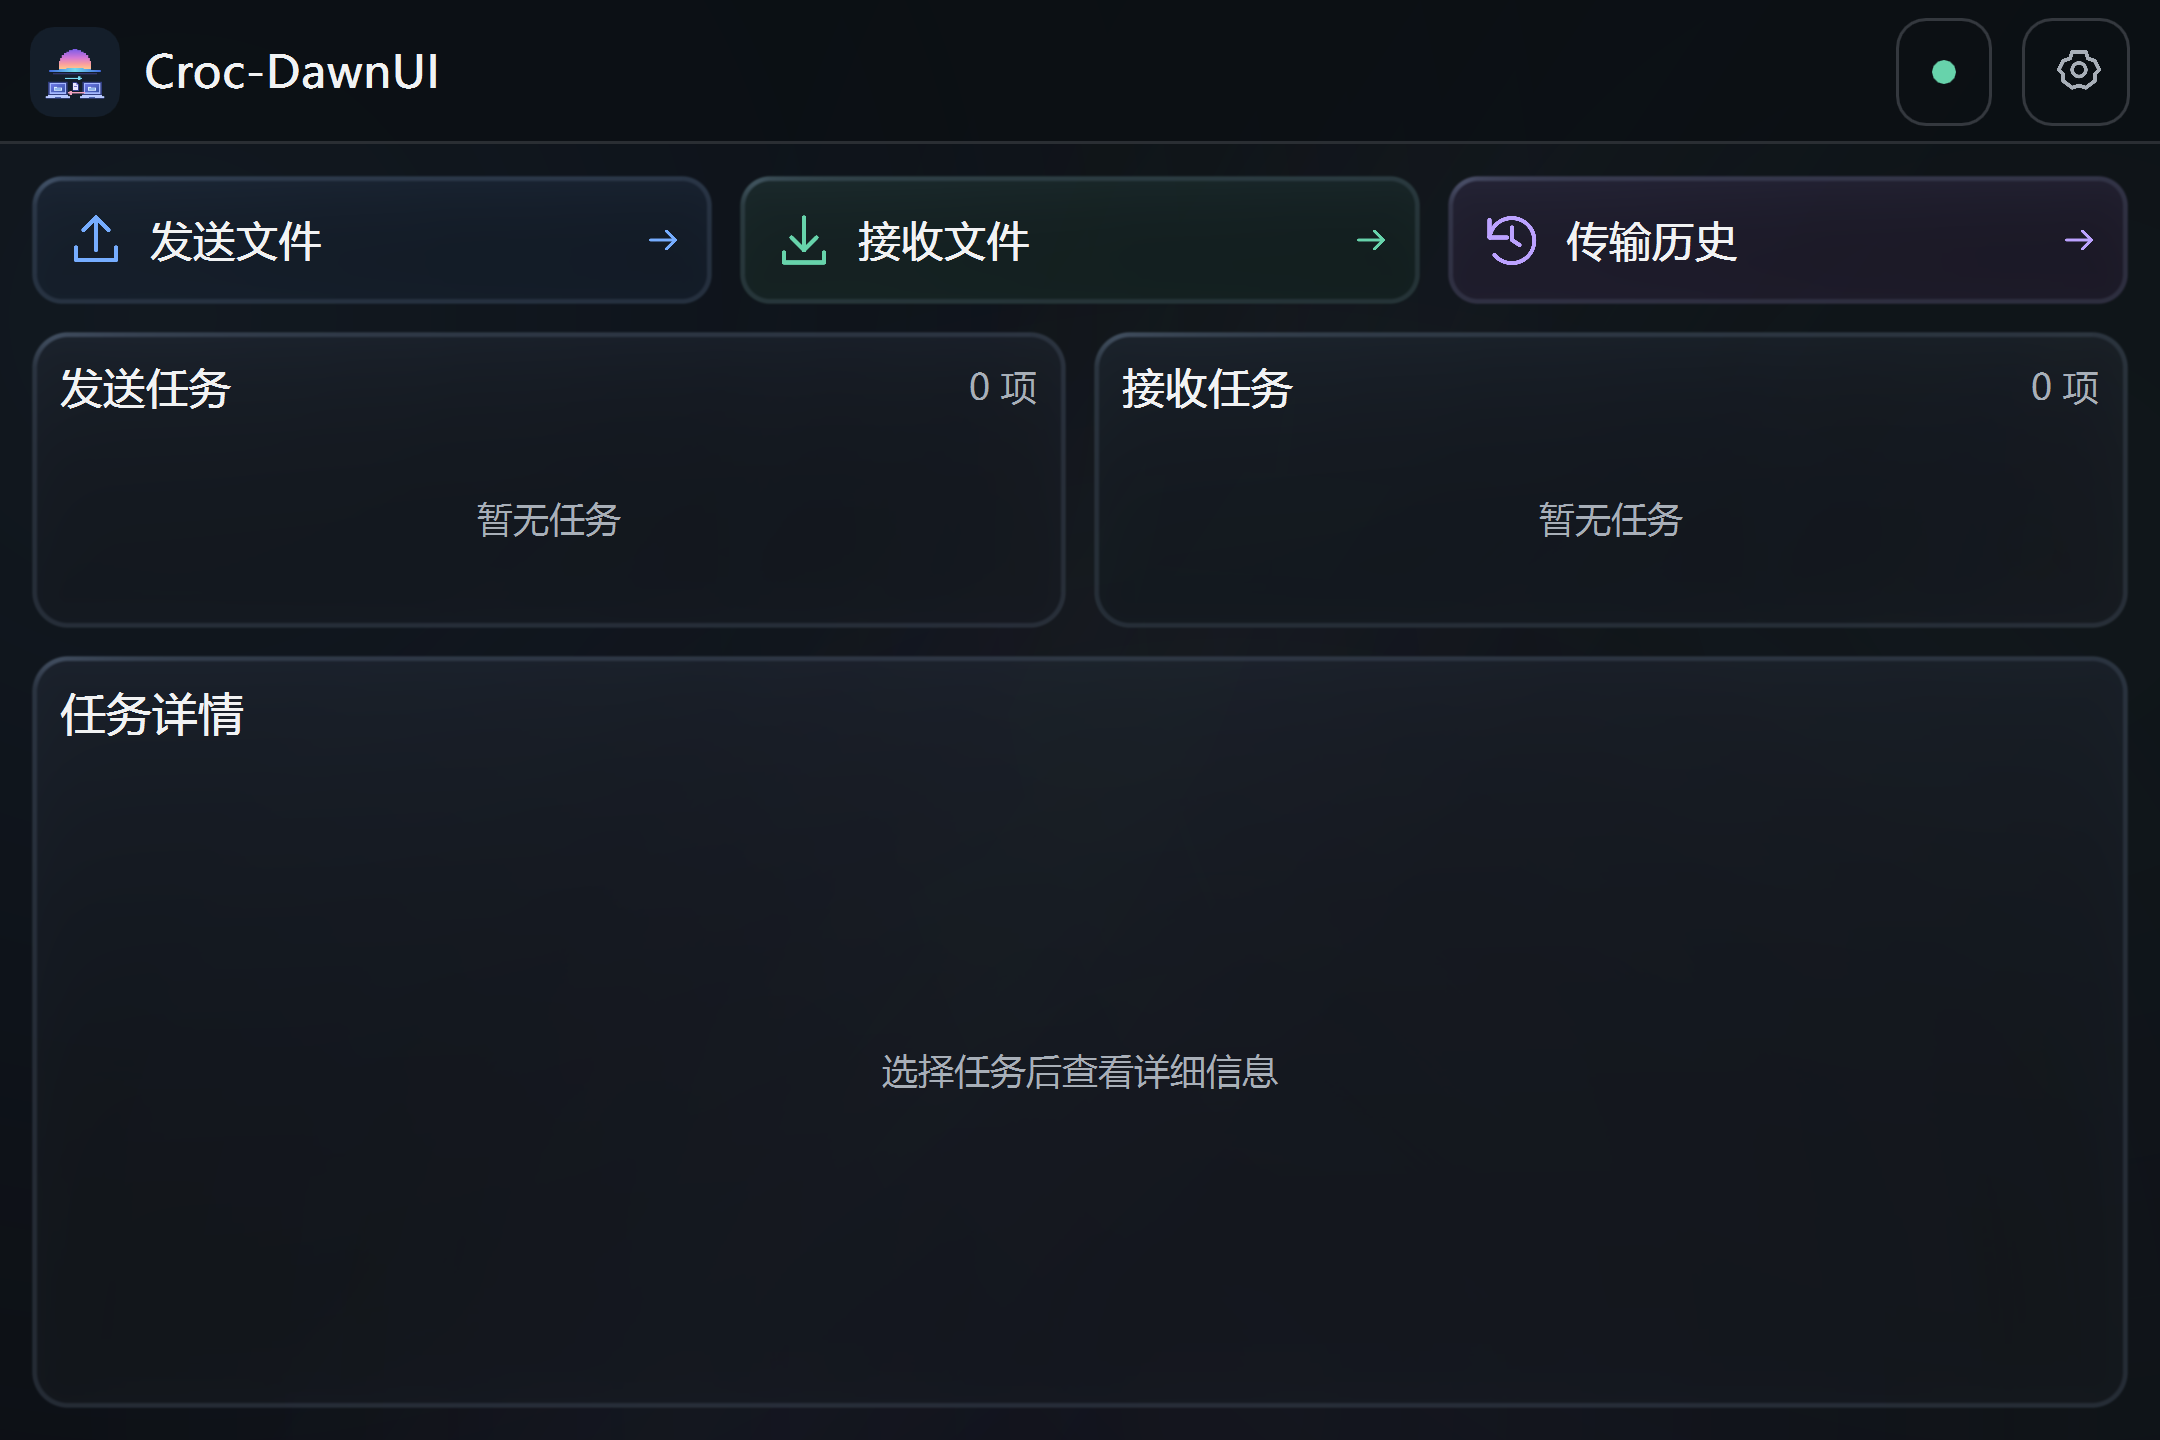 Croc-DawnUI
发送文件
接收文件
传输历史
发送任务
0 项
接收任务
0 项
暂无任务
暂无任务
任务详情
选择任务后查看详细信息